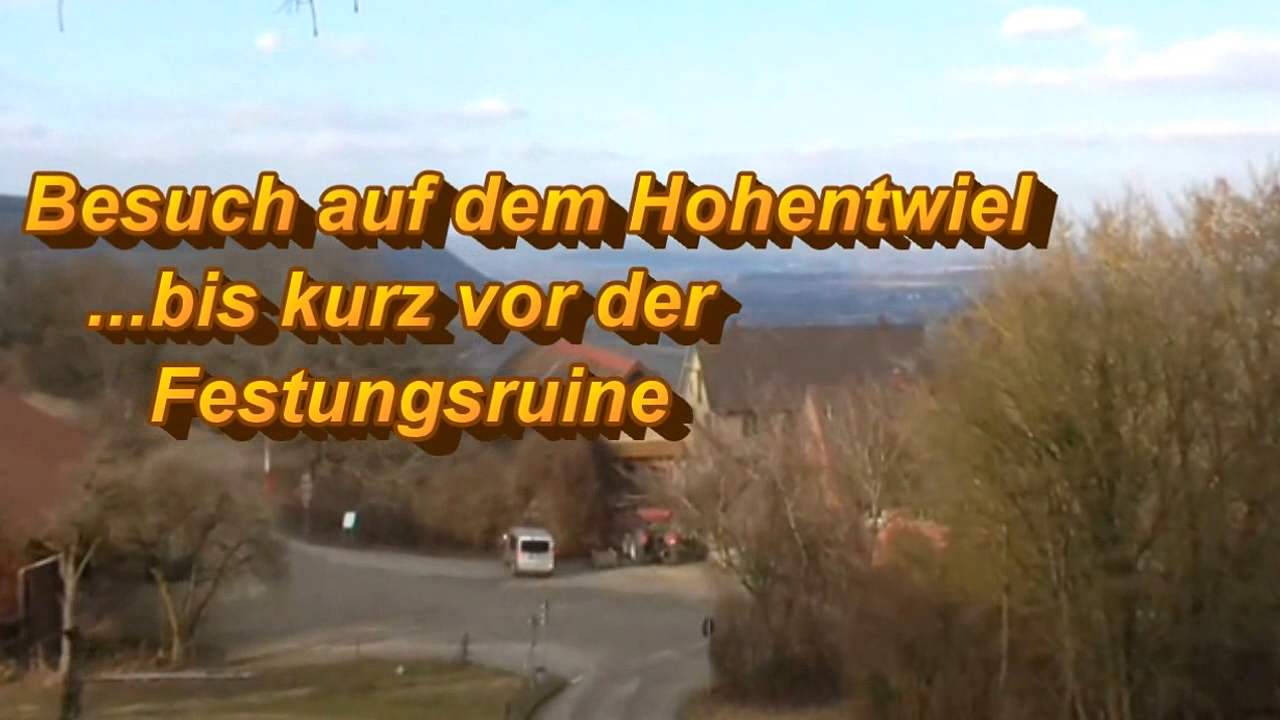 Besuch auf dem Hohentwiel
...bis kurz vor der
Festungsruine